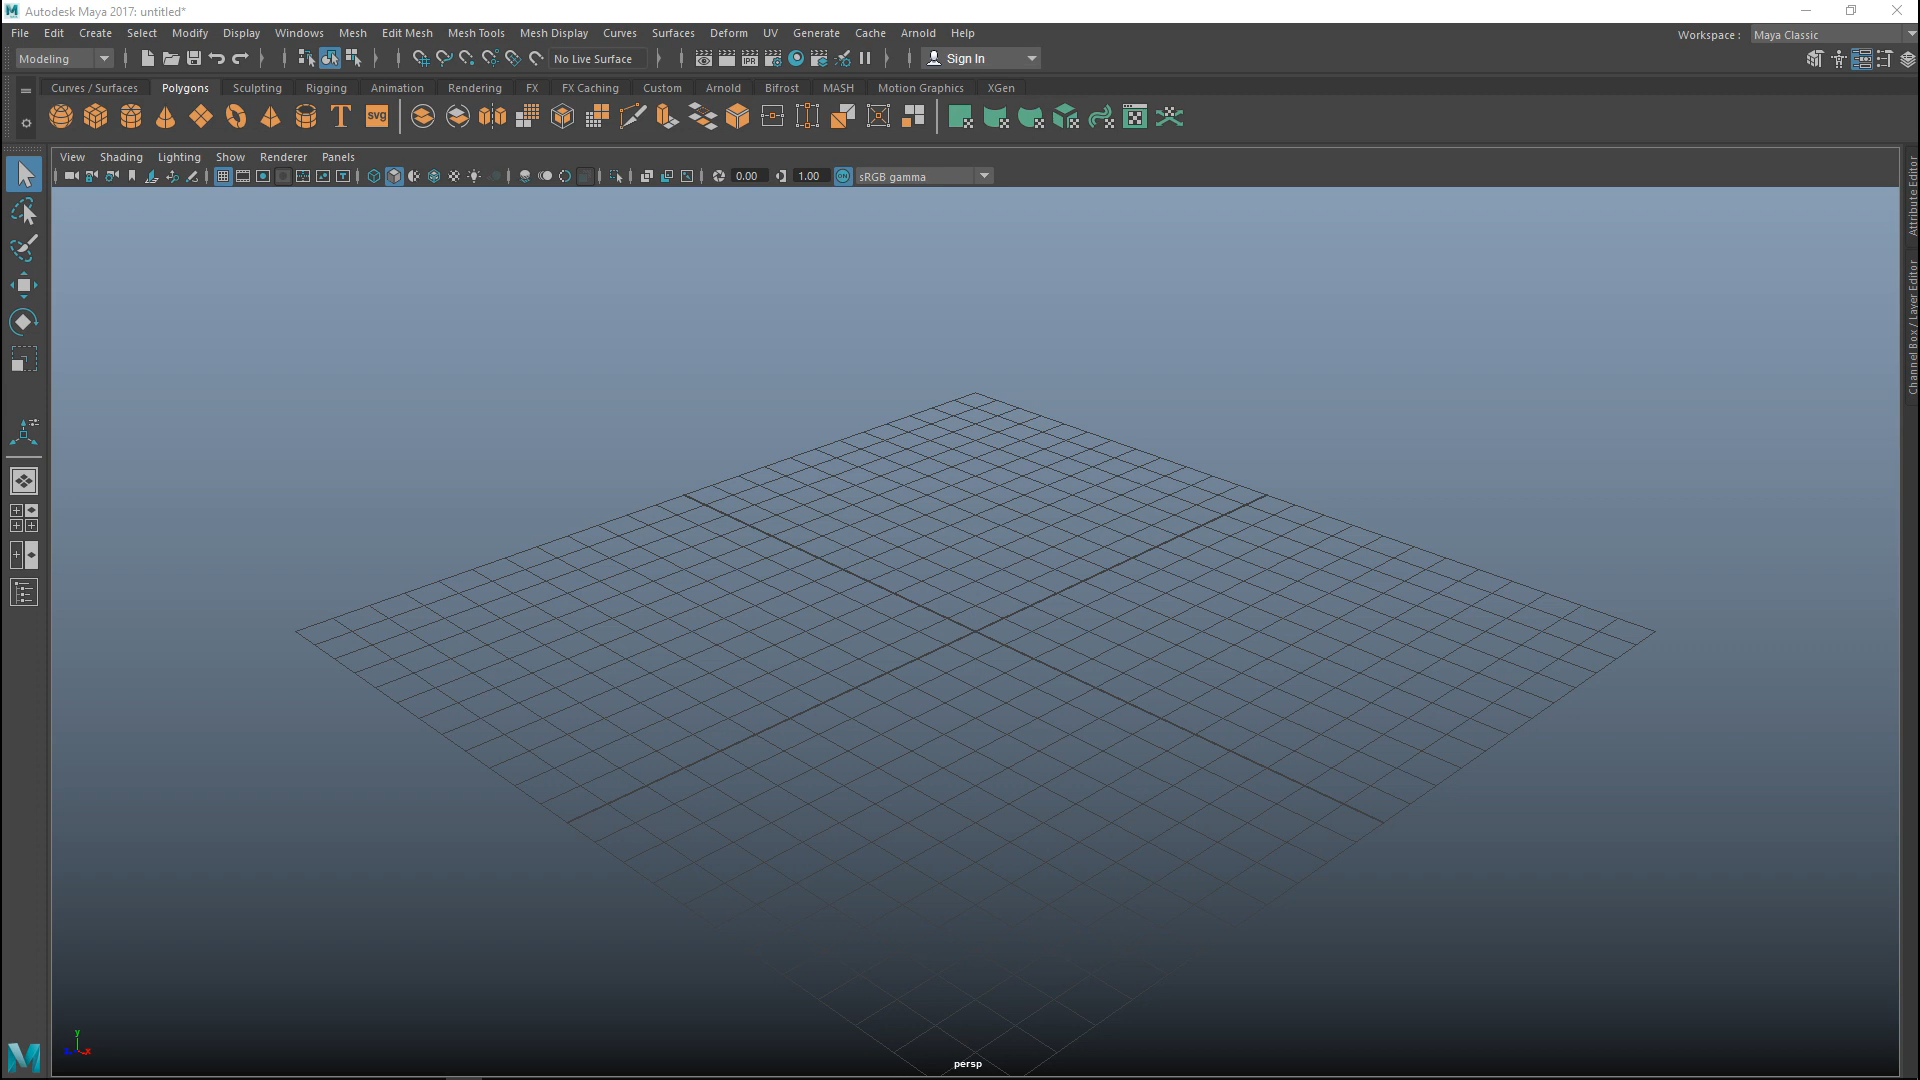 Autodesk Maya 2017: untitled*
File Edit Create Select Modify Display Windows Mesh Edit Mesh Mesh Tools Mesh Display Curves Surfaces Deform UV Generate Cache Arnold Help
Workspace : Maya Classic
Modeling No Live Surface IPR Sign In
Curves / Surfaces Polygons Sculpting Rigging Animation Rendering FX FX Caching Custom Arnold Bifrost MASH Motion Graphics XGen
T svg
View Shading Lighting Show Renderer Panels
0.00 1.00 ON sRGB gamma
Attribute Editor
Channel Box / Layer Editor
y
z x
persp
M